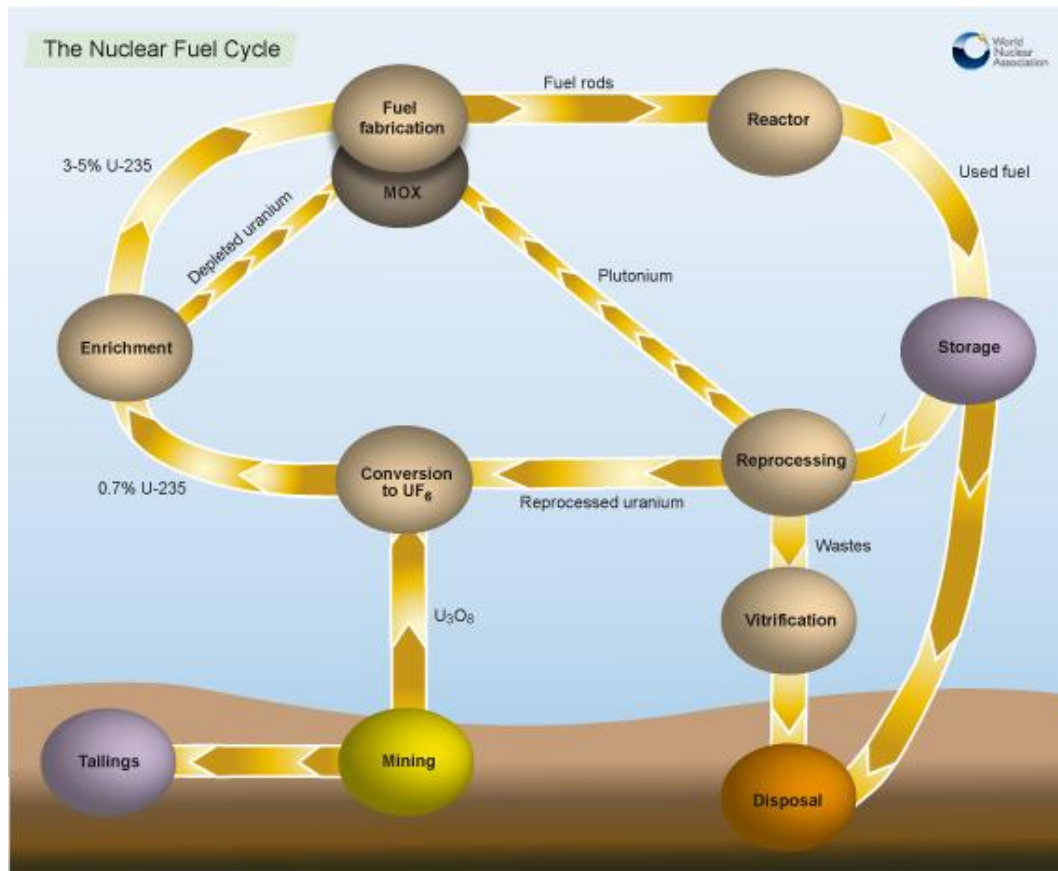 The Nuclear Fuel Cycle
World
Nuclear
Association
Fuel rods
Fuel
fabrication
Reactor
3-5% U-235
Used fuel
MOX
Depleted uranium
Plutonium
Enrichment
Storage
Conversion
to UF₆
Reprocessing
0.7% U-235
Reprocessed uranium
Wastes
U₃O₈
Vitrification
Tailings
Mining
Disposal